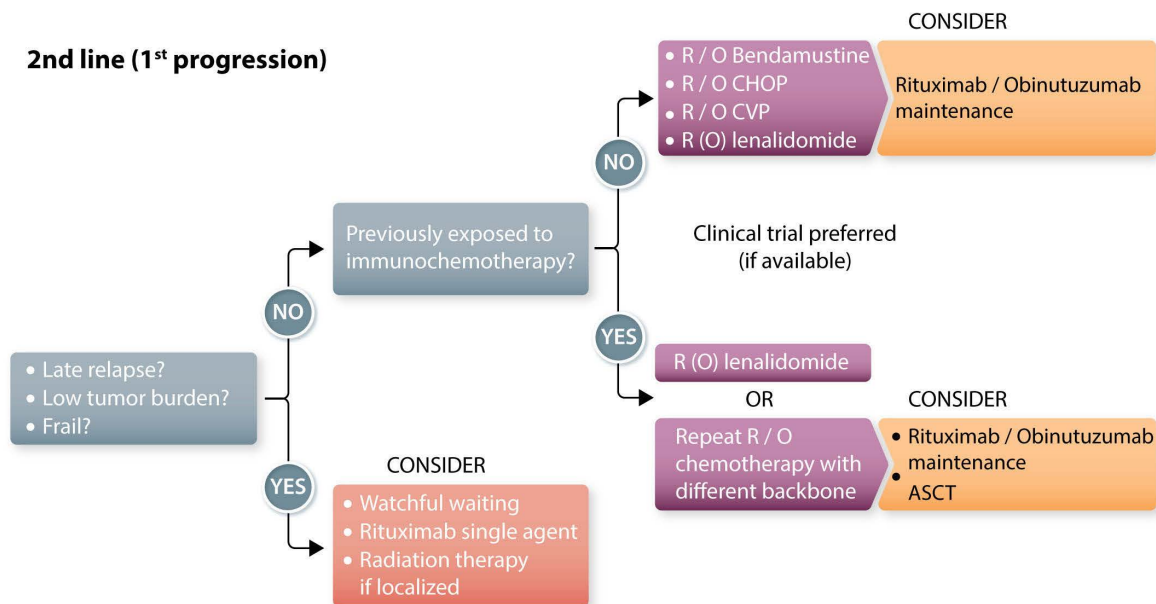 2nd line (1st progression)
CONSIDER
• R / O Bendamustine
• R / O CHOP
• R / O CVP
• R (O) lenalidomide
Rituximab / Obinutuzumab
maintenance
NO
Previously exposed to
immunochemotherapy?
Clinical trial preferred
(if available)
NO
YES
• Late relapse?
• Low tumor burden?
• Frail?
R (O) lenalidomide
OR
CONSIDER
Repeat R / O
chemotherapy with
different backbone
• Rituximab / Obinutuzumab
maintenance
• ASCT
YES
CONSIDER
• Watchful waiting
• Rituximab single agent
• Radiation therapy
if localized